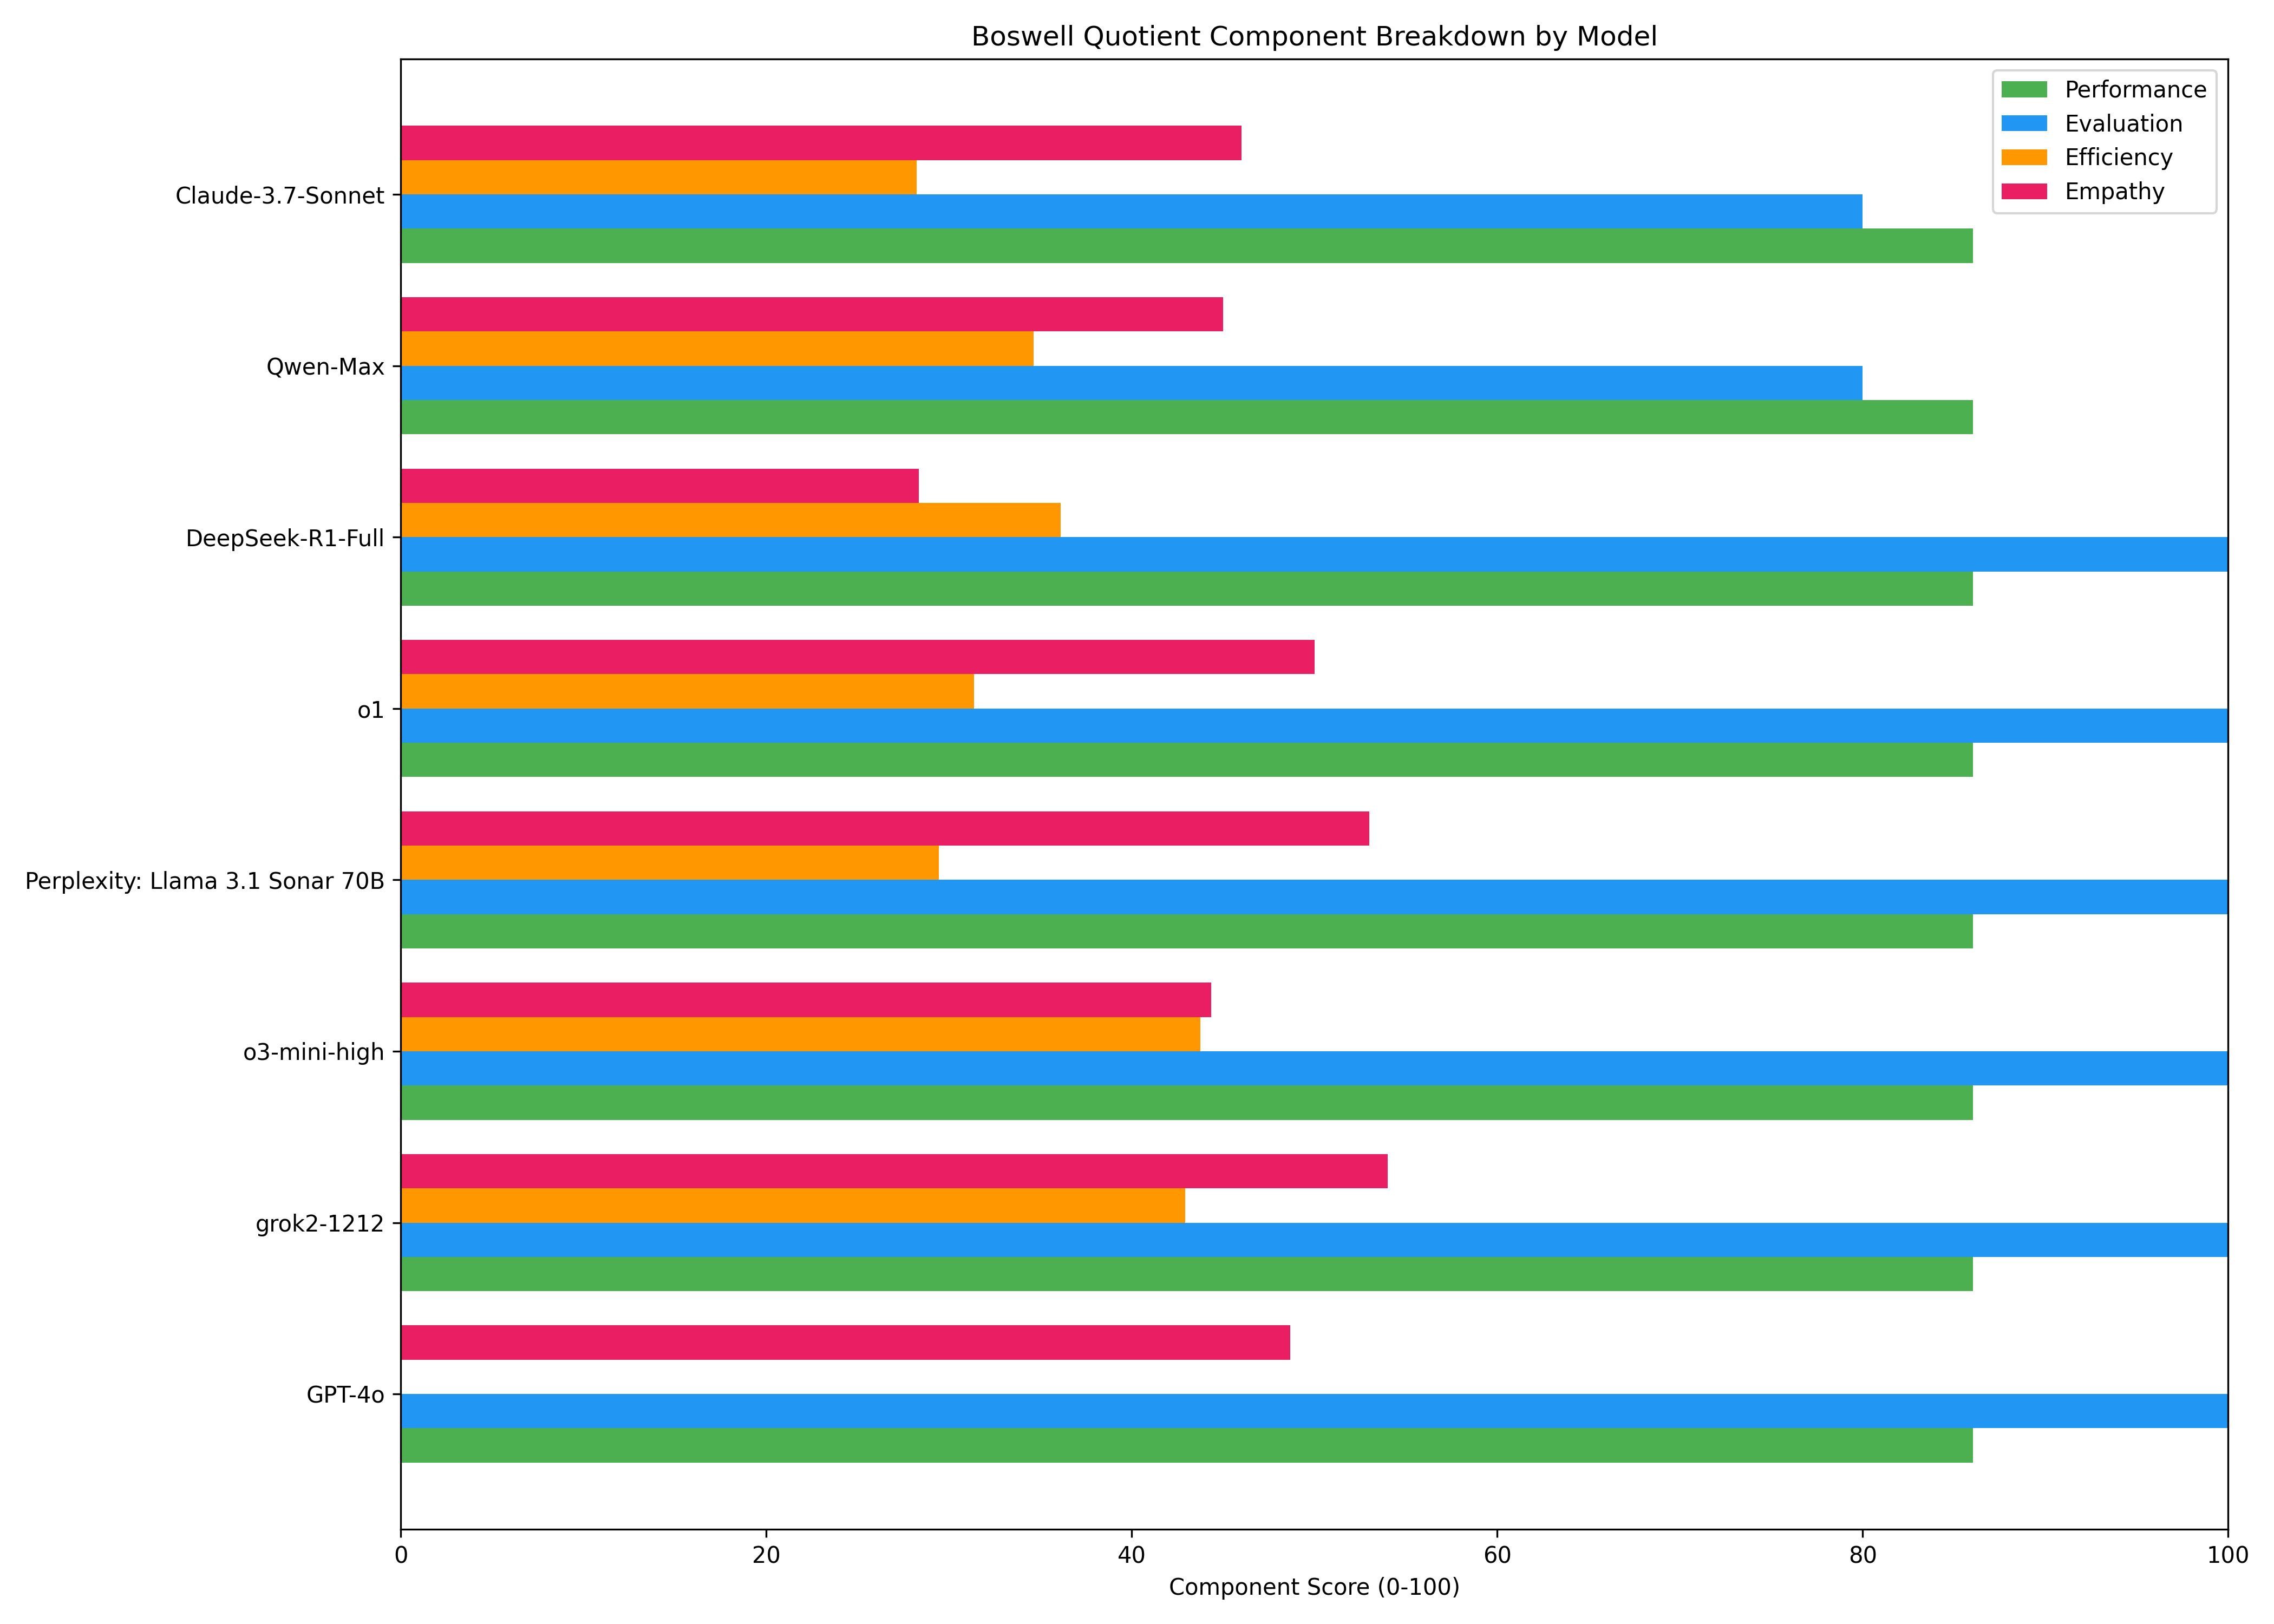 Boswell Quotient Component Breakdown by Model
Performance
Evaluation
Efficiency
Empathy
Claude-3.7-Sonnet
Qwen-Max
DeepSeek-R1-Full
o1
Perplexity: Llama 3.1 Sonar 70B
o3-mini-high
grok2-1212
GPT-4o
0 20 40 60 80 100
Component Score (0-100)